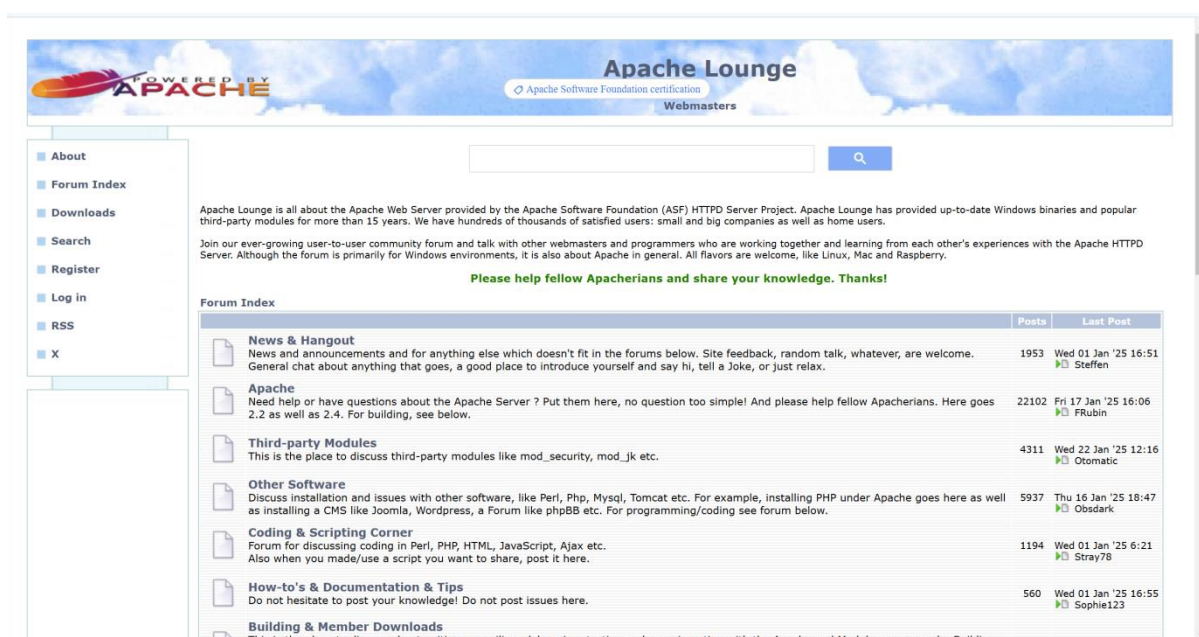 POWERED BY
APACHE
Apache Lounge
Apache Software Foundation certification
Webmasters
About
Forum Index
Downloads
Search
Register
Log in
RSS
X
Apache Lounge is all about the Apache Web Server provided by the Apache Software Foundation (ASF) HTTPD Server Project. Apache Lounge has provided up-to-date Windows binaries and popular
third-party modules for more than 15 years. We have hundreds of thousands of satisfied users: small and big companies as well as home users.
Join our ever-growing user-to-user community forum and talk with other webmasters and programmers who are working together and learning from each other's experiences with the Apache HTTPD
Server. Although the forum is primarily for Windows environments, it is also about Apache in general. All flavors are welcome, like Linux, Mac and Raspberry.
Please help fellow Apacherians and share your knowledge. Thanks!
Forum Index
Posts Last Post
News & Hangout
News and announcements and for anything else which doesn't fit in the forums below. Site feedback, random talk, whatever, are welcome. 1953 Wed 01 Jan '25 16:51
General chat about anything that goes, a good place to introduce yourself and say hi, tell a Joke, or just relax. Steffen
Apache
Need help or have questions about the Apache Server ? Put them here, no question too simple! And please help fellow Apacherians. Here goes 22102 Fri 17 Jan '25 16:06
2.2 as well as 2.4. For building, see below. FRubin
Third-party Modules
This is the place to discuss third-party modules like mod_security, mod_jk etc. 4311 Wed 22 Jan '25 12:16
Otomatic
Other Software
Discuss installation and issues with other software, like Perl, Php, Mysql, Tomcat etc. For example, installing PHP under Apache goes here as well 5937 Thu 16 Jan '25 18:47
as installing a CMS like Joomla, Wordpress, a Forum like phpBB etc. For programming/coding see forum below. Obsdark
Coding & Scripting Corner
Forum for discussing coding in Perl, PHP, HTML, JavaScript, Ajax etc. 1194 Wed 01 Jan '25 6:21
Also when you made/use a script you want to share, post it here. Stray78
How-to's & Documentation & Tips
Do not hesitate to post your knowledge! Do not post issues here. 560 Wed 01 Jan '25 16:55
Sophie123
Building & Member Downloads